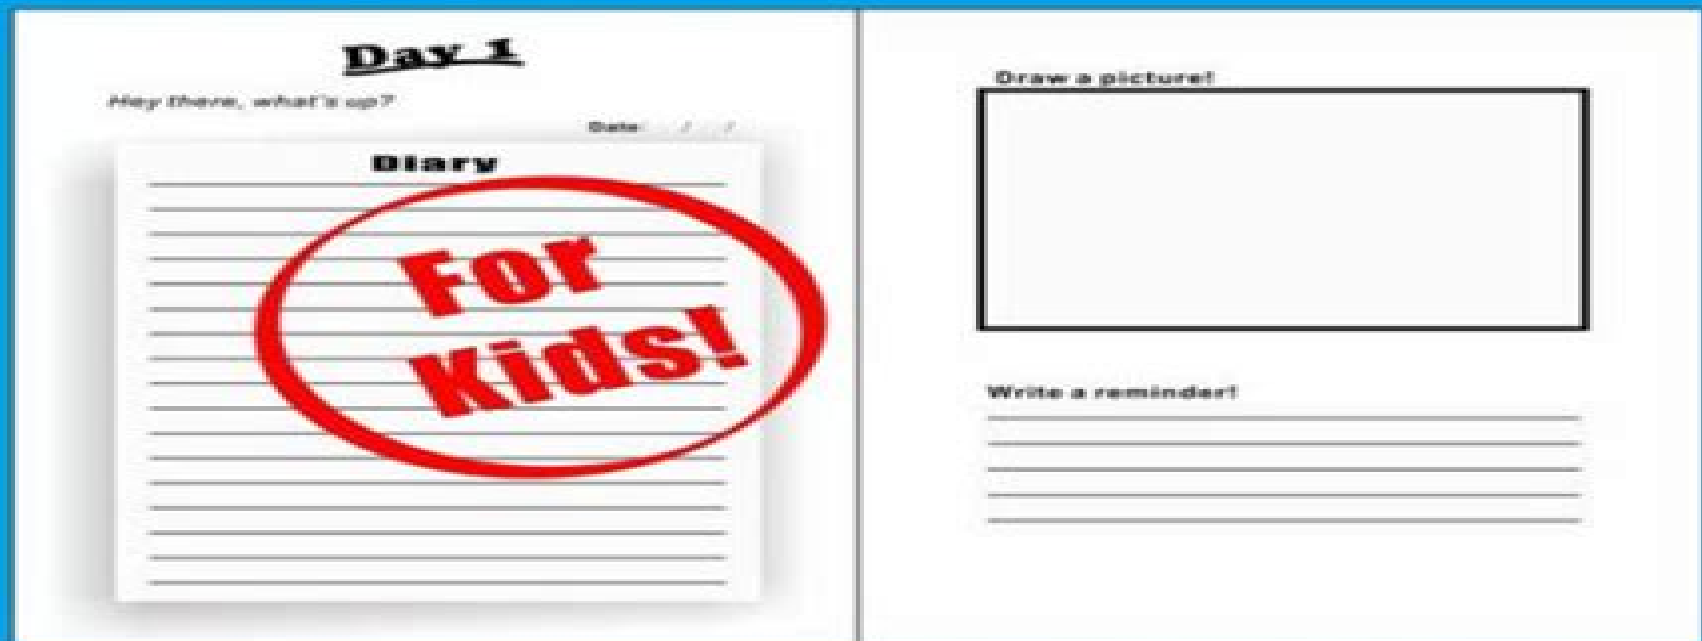 Day 1
Hey there, what's up?
Date: / /
Diary
For
Kids!
Draw a picture!
Write a reminder!